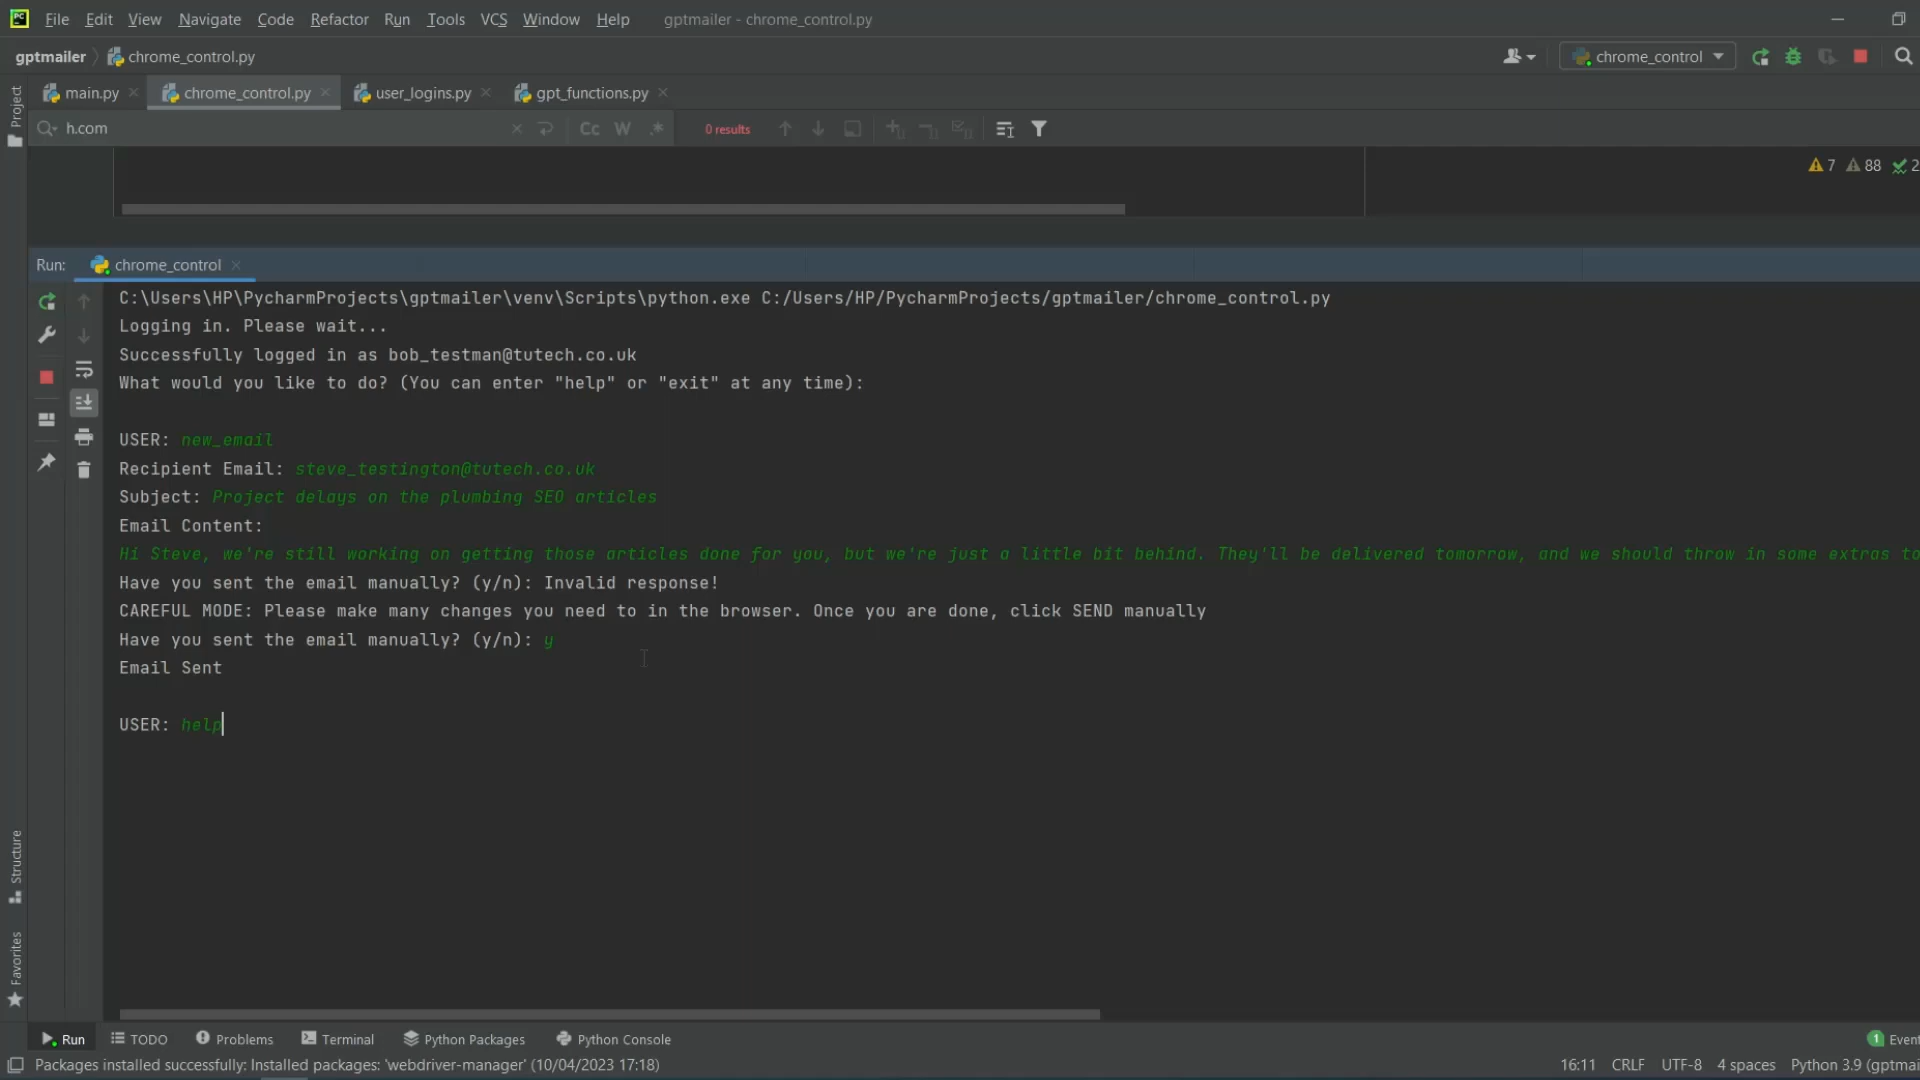 File Edit View Navigate Code Refactor Run Tools VCS Window Help gptmailer - chrome_control.py
gptmailer chrome_control.py chrome_control
main.py chrome_control.py user_logins.py gpt_functions.py
h.com Cc W .* 0 results
7 88 2
Project
Run: chrome_control
C:\Users\HP\PycharmProjects\gptmailer\venv\Scripts\python.exe C:/Users/HP/PycharmProjects/gptmailer/chrome_control.py
Logging in. Please wait...
Successfully logged in as bob_testman@tutech.co.uk
What would you like to do? (You can enter "help" or "exit" at any time):
USER: new_email
Recipient Email: steve_testington@tutech.co.uk
Subject: Project delays on the plumbing SEO articles
Email Content:
Hi Steve, we're still working on getting those articles done for you, but we're just a little bit behind. They'll be delivered tomorrow, and we should throw in some extras to
Have you sent the email manually? (y/n): Invalid response!
CAREFUL MODE: Please make many changes you need to in the browser. Once you are done, click SEND manually
Have you sent the email manually? (y/n): y
Email Sent
USER: help
Structure
Favorites
Run TODO Problems Terminal Python Packages Python Console 1 Event
Packages installed successfully: Installed packages: 'webdriver-manager' (10/04/2023 17:18) 16:11 CRLF UTF-8 4 spaces Python 3.9 (gptmai